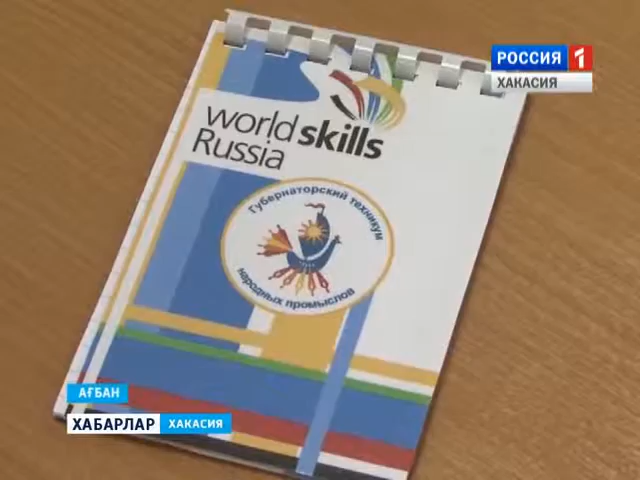 РОССИЯ 1
ХАКАСИЯ
world skills
Russia
Губернаторский техникум
народных промыслов
АҒБАН
ХАБАРЛАР ХАКАСИЯ